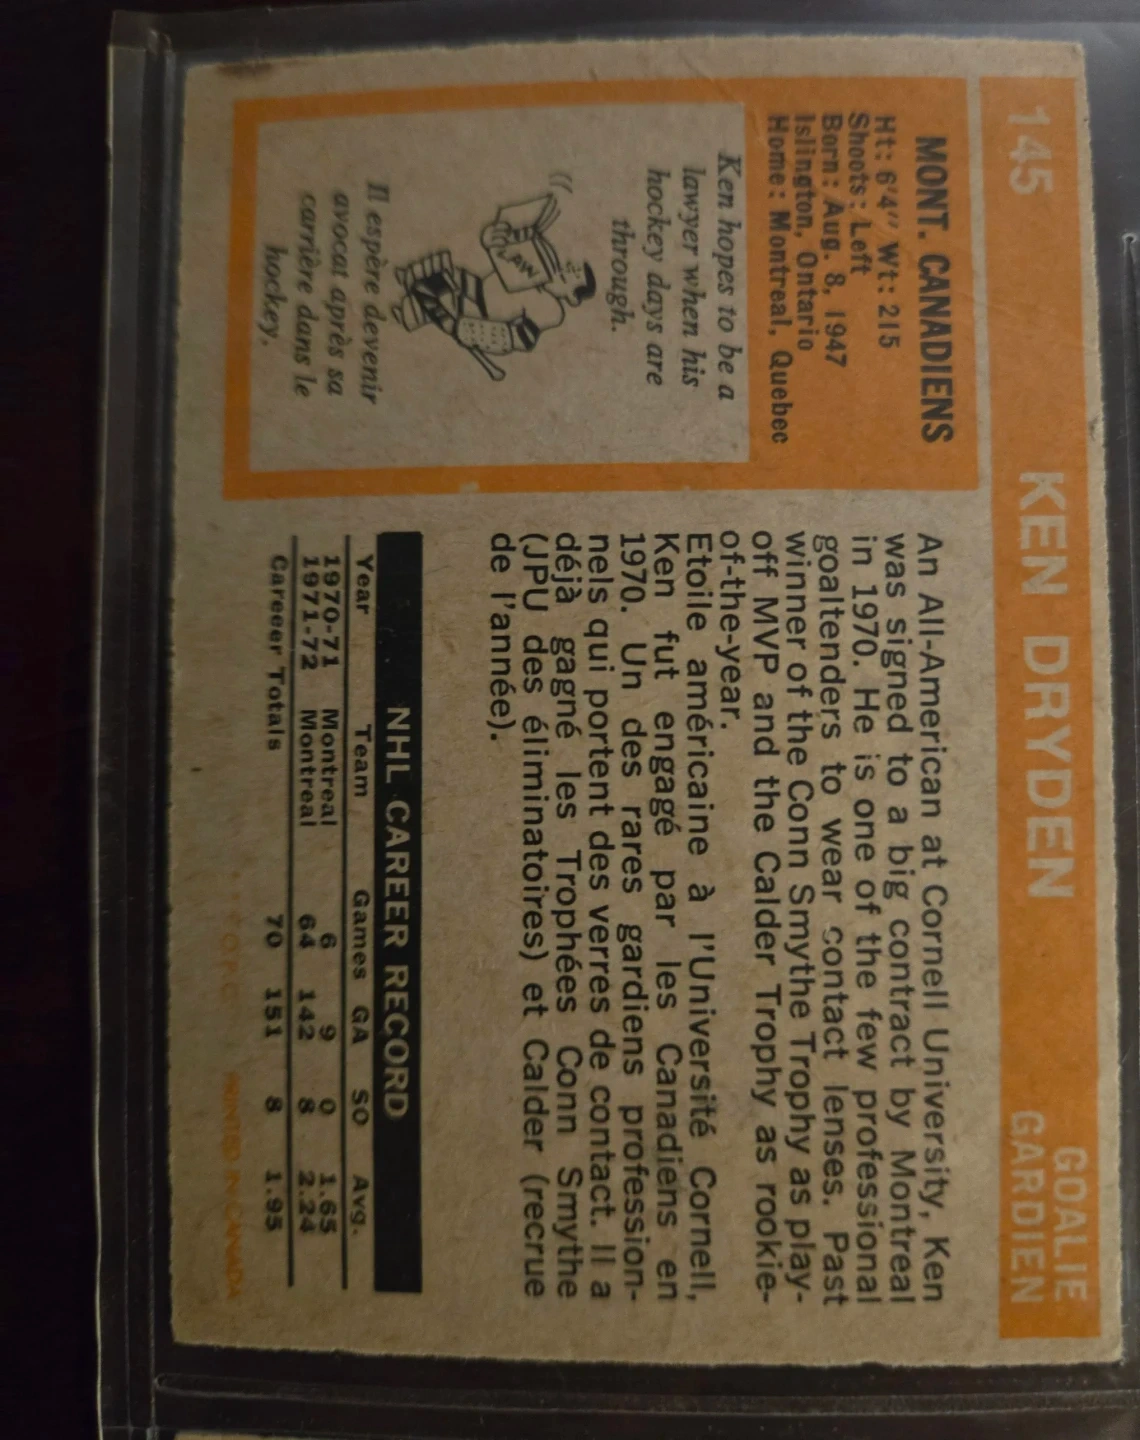 145 KEN DRYDEN GOALIE
GARDIEN
MONT. CANADIENS
Ht: 6'4" Wt: 215
Shoots: Left
Born: Aug. 8, 1947
Islington, Ontario
Home: Montreal, Quebec
Ken hopes to be a
lawyer when his
hockey days are
through.
LAW
Il espère devenir
avocat après sa
carrière dans le
hockey.
An All-American at Cornell University, Ken
was signed to a big contract by Montreal
in 1970. He is one of the few professional
goaltenders to wear contact lenses. Past
winner of the Conn Smythe Trophy as play-
off MVP and the Calder Trophy as rookie-
of-the-year.
Etoile américaine à l'Université Cornell,
Ken fut engagé par les Canadiens en
1970. Un des rares gardiens profession-
nels qui portent des verres de contact. Il a
déjà gagné les Trophées Conn Smythe
(JPU des éliminatoires) et Calder (recrue
de l'année).
NHL CAREER RECORD
Year Team Games GA SO Avg.
1970-71 Montreal 6 9 0 1.65
1971-72 Montreal 64 142 8 2.24
Career Totals 70 151 8 1.95
PRINTED IN CANADA